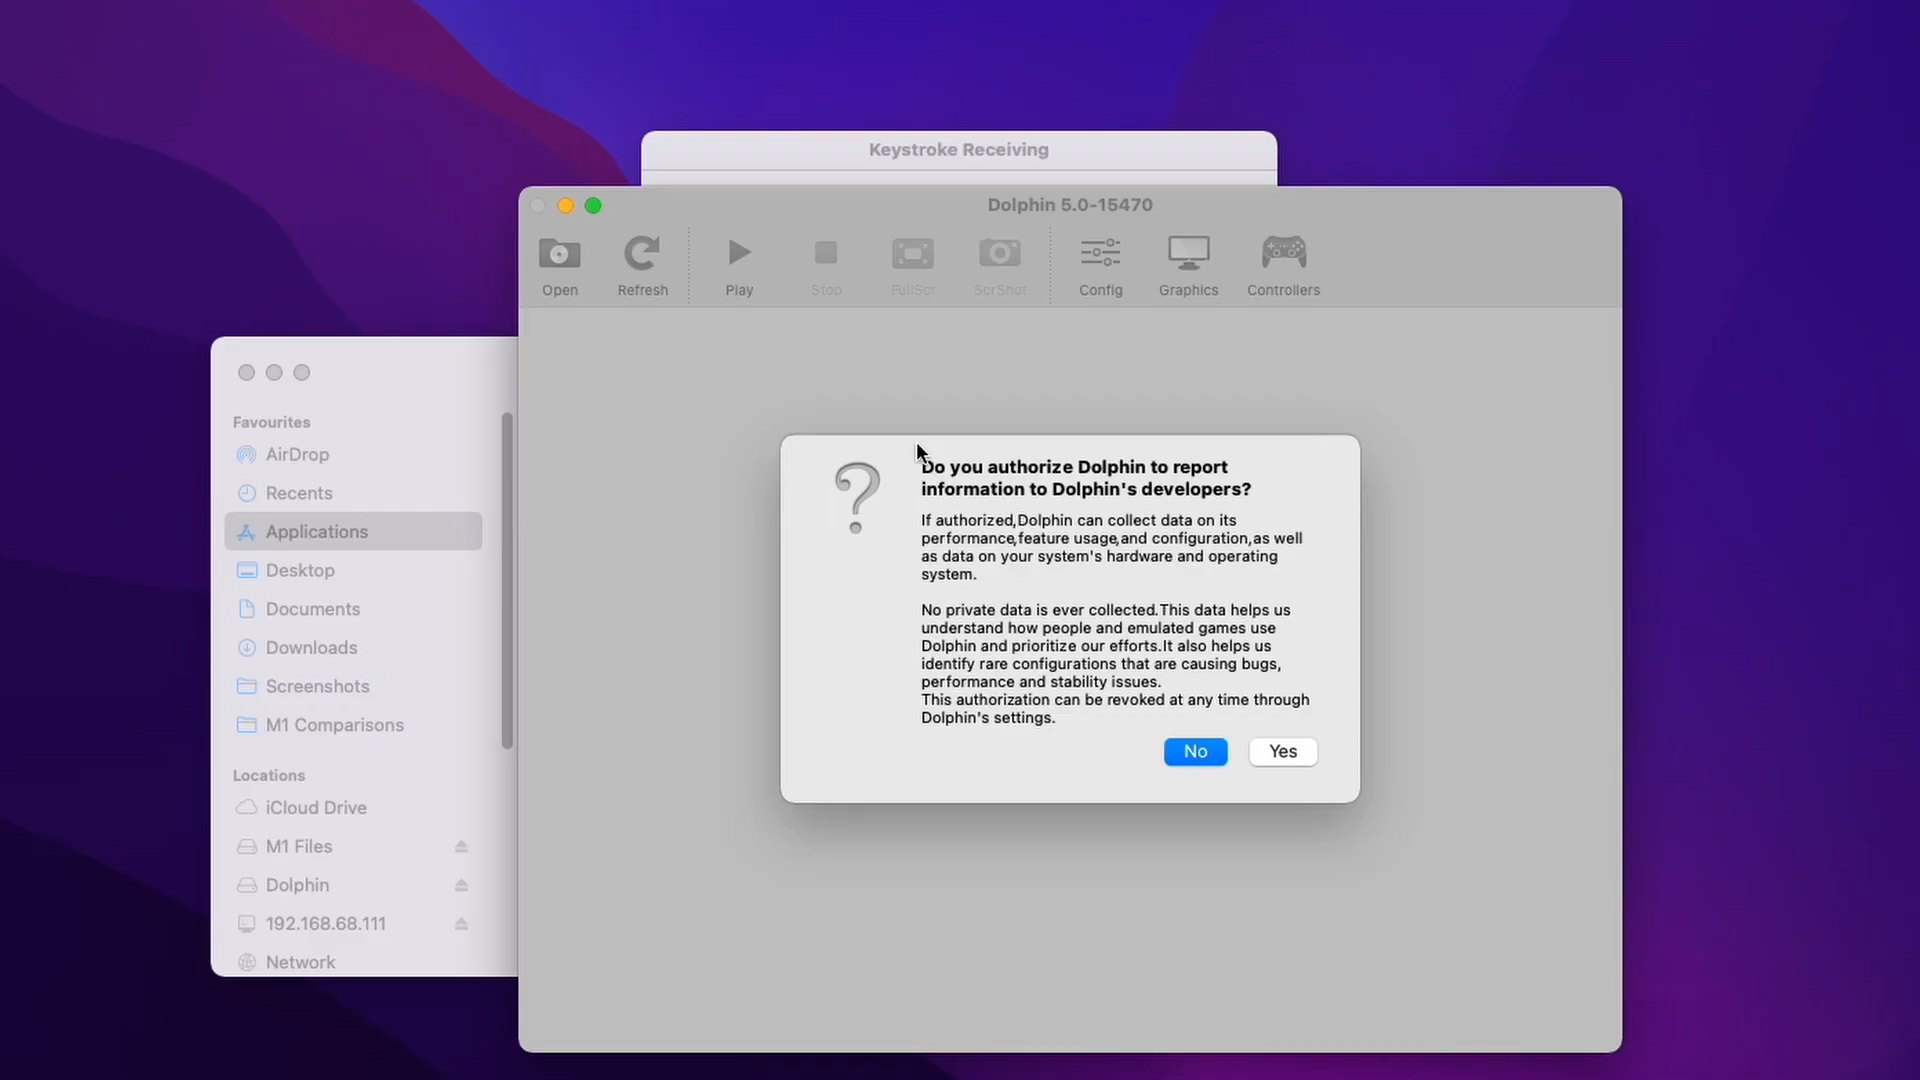 Keystroke Receiving
Dolphin 5.0-15470
Open
Refresh
Play
Stop
FullScr
ScrShot
Config
Graphics
Controllers
Favourites
AirDrop
Recents
Applications
Desktop
Documents
Downloads
Screenshots
M1 Comparisons
Locations
iCloud Drive
M1 Files
Dolphin
192.168.68.111
Network
Do you authorize Dolphin to report
information to Dolphin's developers?
If authorized,Dolphin can collect data on its
performance,feature usage,and configuration,as well
as data on your system's hardware and operating
system.
No private data is ever collected.This data helps us
understand how people and emulated games use
Dolphin and prioritize our efforts.It also helps us
identify rare configurations that are causing bugs,
performance and stability issues.
This authorization can be revoked at any time through
Dolphin's settings.
No
Yes